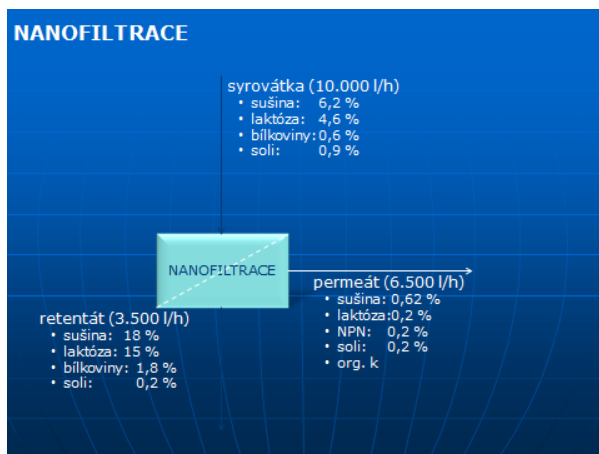 NANOFILTRACE
syrovátka (10.000 l/h)
• sušina: 6,2 %
• laktóza: 4,6 %
• bílkoviny: 0,6 %
• soli: 0,9 %
NANOFILTRACE
permeát (6.500 l/h)
• sušina: 0,62 %
• laktóza: 0,2 %
• NPN: 0,2 %
• soli: 0,2 %
• org. k
retentát (3.500 l/h)
• sušina: 18 %
• laktóza: 15 %
• bílkoviny: 1,8 %
• soli: 0,2 %